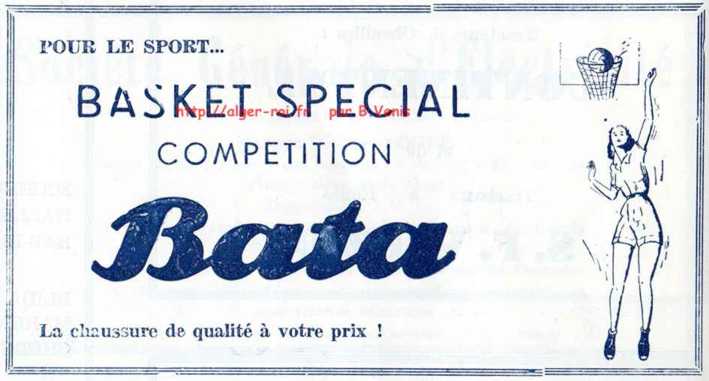 POUR LE SPORT...
BASKET SPECIAL
http://alger-roi.fr par B.Venis
COMPETITION
Bata
La chaussure de qualité à votre prix !